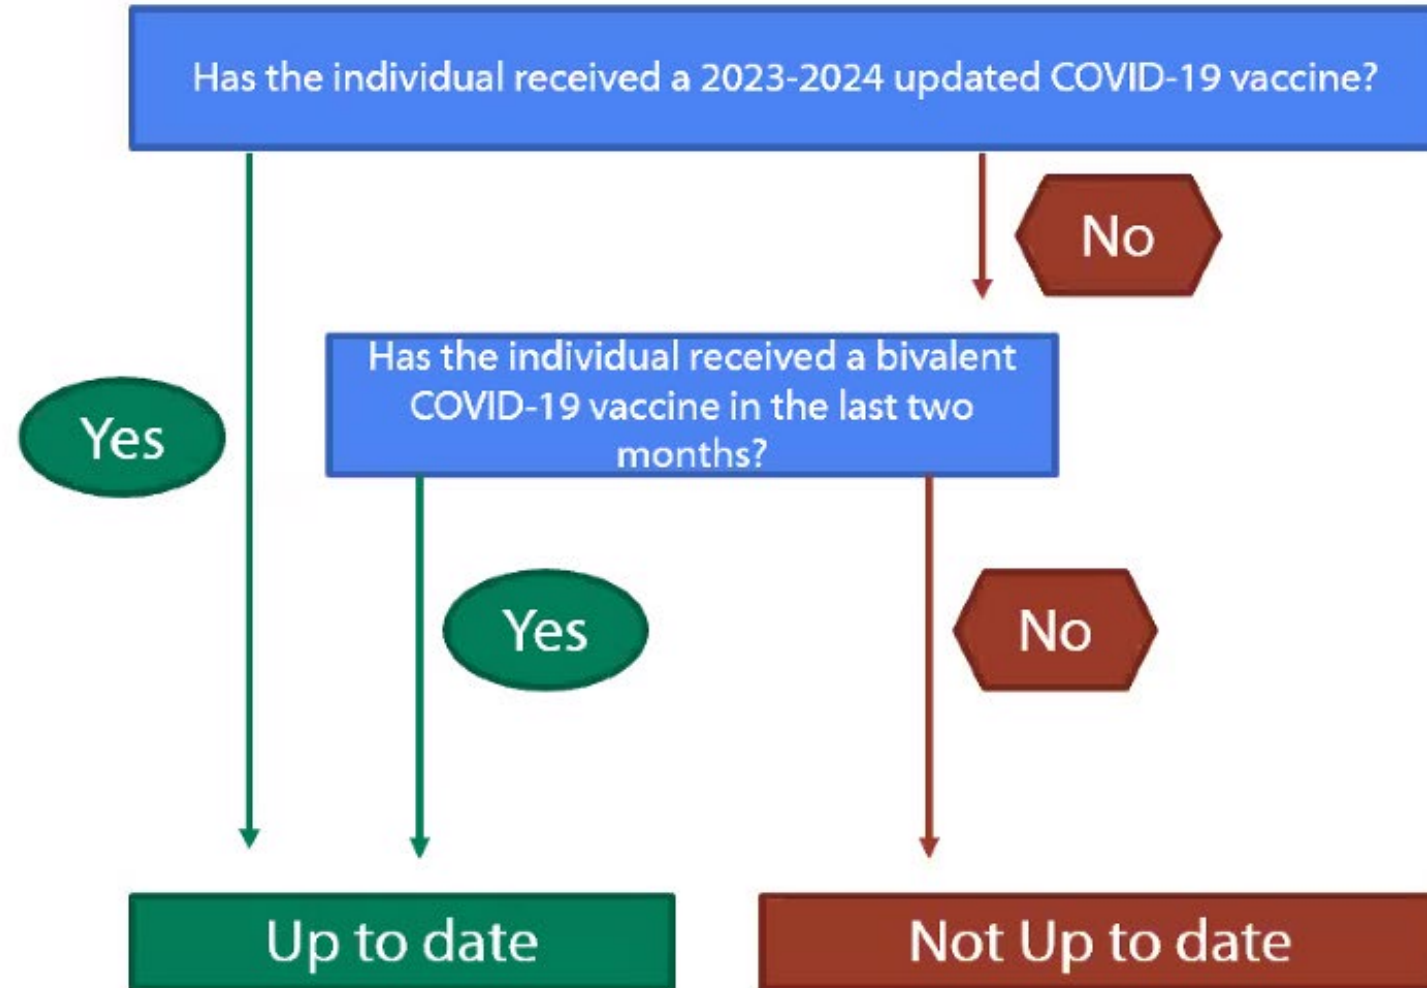 Has the individual received a 2023-2024 updated COVID-19 vaccine?
No
Has the individual received a bivalent
COVID-19 vaccine in the last two
months?
Yes
Yes
No
Up to date
Not Up to date